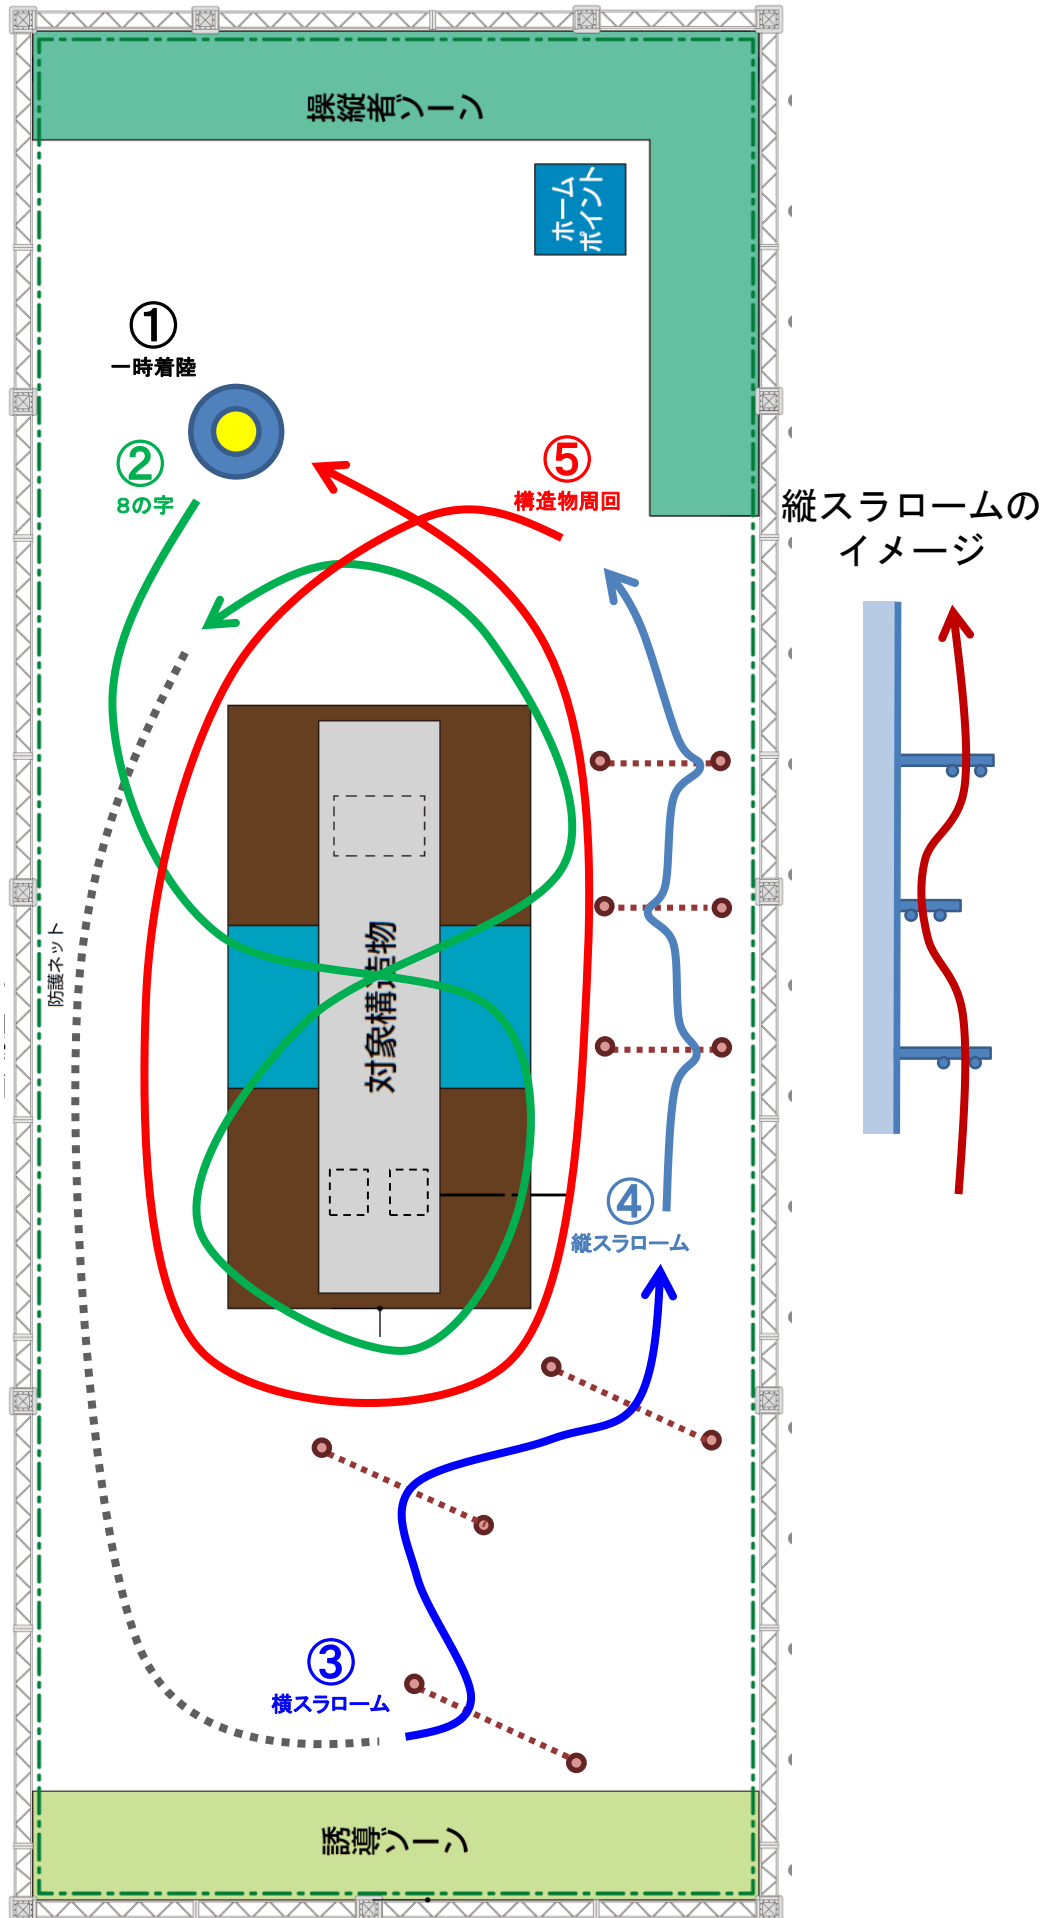 操縦者ゾーン
ホーム
ポイント
①
一時着陸
②
8の字
⑤
構造物周回
縦スラロームの
イメージ
防護ネット
対象構造物
④
縦スラローム
③
横スラローム
誘導ゾーン